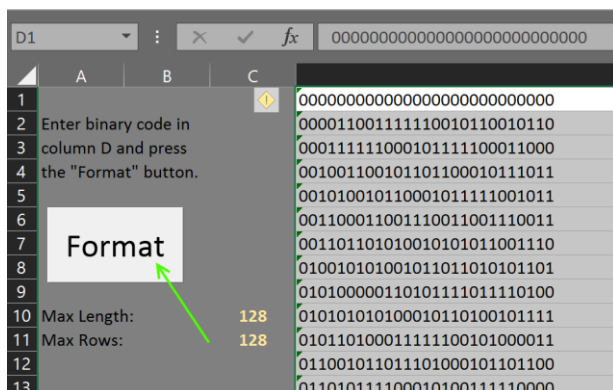 D1 fx 000000000000000000000000000
A B C
1 000000000000000000000000000
2 Enter binary code in 000011001111110010110010110
3 column D and press 000111111000101111100011000
4 the "Format" button. 001001100101101100010111011
5 001010010110001011111001011
6 001100011001110011001110011
7 Format 001101101010010101011001110
8 010010101001011011010101101
9 010100000110101111011110100
10 Max Length: 128 010101010100010110100101111
11 Max Rows: 128 010110100011111100101000011
12 011001011011101000101101100
13